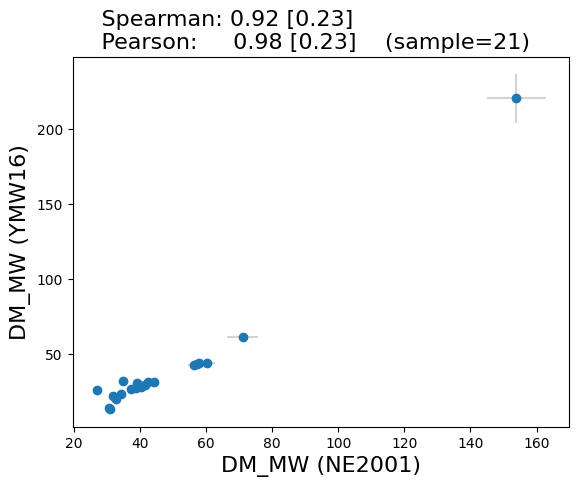 Spearman: 0.92 [0.23]
Pearson: 0.98 [0.23] (sample=21)
DM_MW (YMW16)
200
150
100
50
20 40 60 80 100 120 140 160
DM_MW (NE2001)